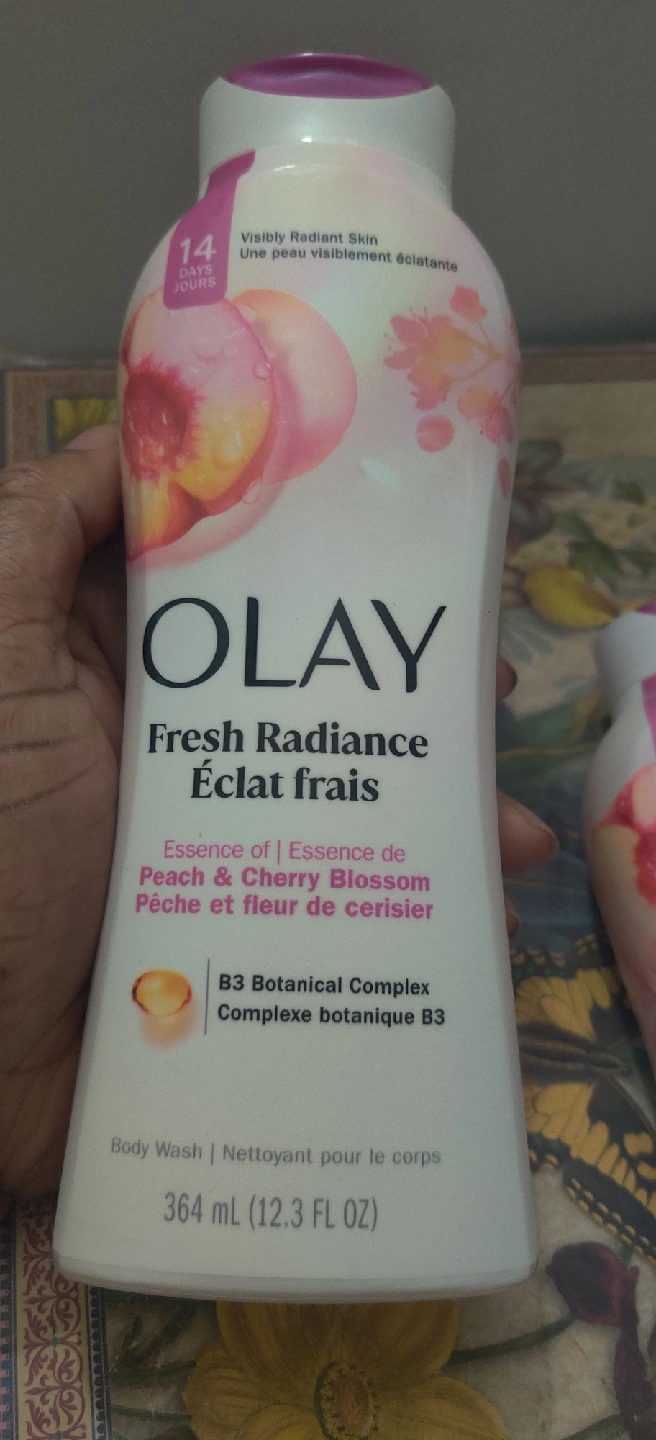 14
DAYS
JOURS
Visibly Radiant Skin
Une peau visiblement éclatante
OLAY
Fresh Radiance
Éclat frais
Essence of | Essence de
Peach & Cherry Blossom
Pêche et fleur de cerisier
B3 Botanical Complex
Complexe botanique B3
Body Wash | Nettoyant pour le corps
364 mL (12.3 FL OZ)